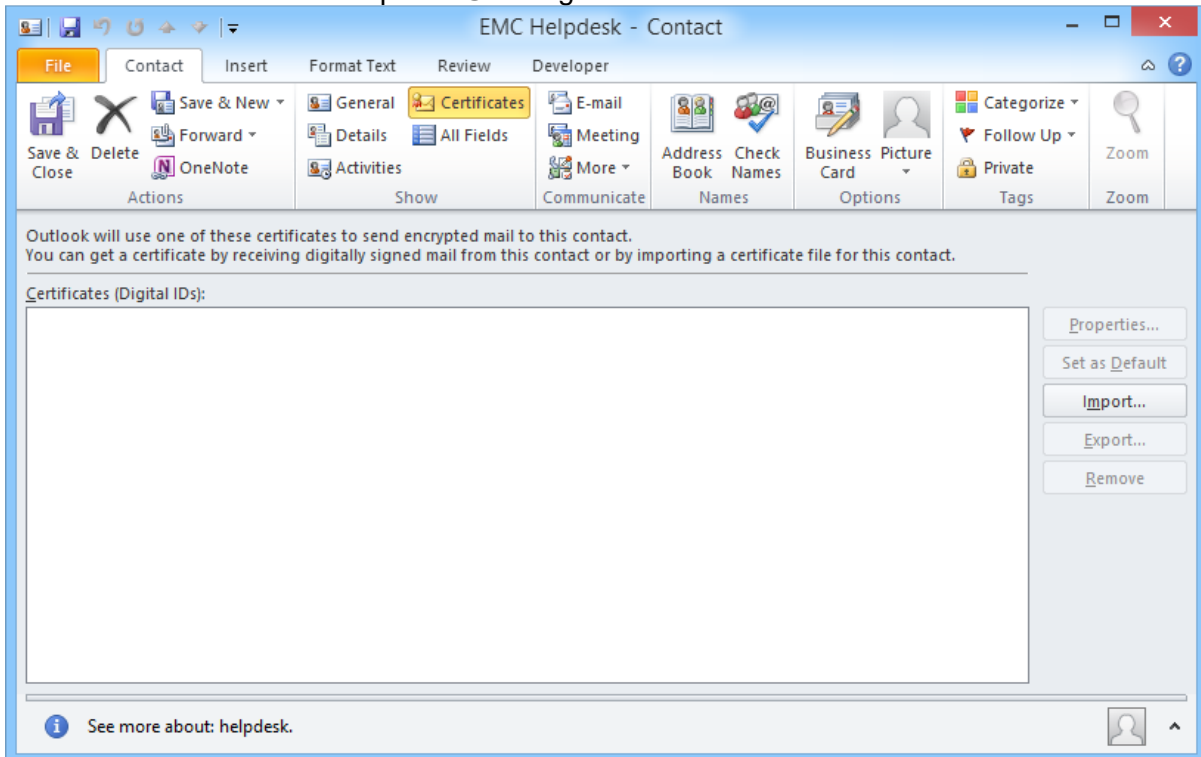 EMC Helpdesk - Contact
File Contact Insert Format Text Review Developer
Save & Close
Delete
Save & New
Forward
OneNote
Actions
General
Details
Activities
Certificates
All Fields
Show
E-mail
Meeting
More
Communicate
Address Book
Check Names
Names
Business Card
Picture
Options
Categorize
Follow Up
Private
Tags
Zoom
Zoom
Outlook will use one of these certificates to send encrypted mail to this contact.
You can get a certificate by receiving digitally signed mail from this contact or by importing a certificate file for this contact.
Certificates (Digital IDs):
Properties...
Set as Default
Import...
Export...
Remove
See more about: helpdesk.